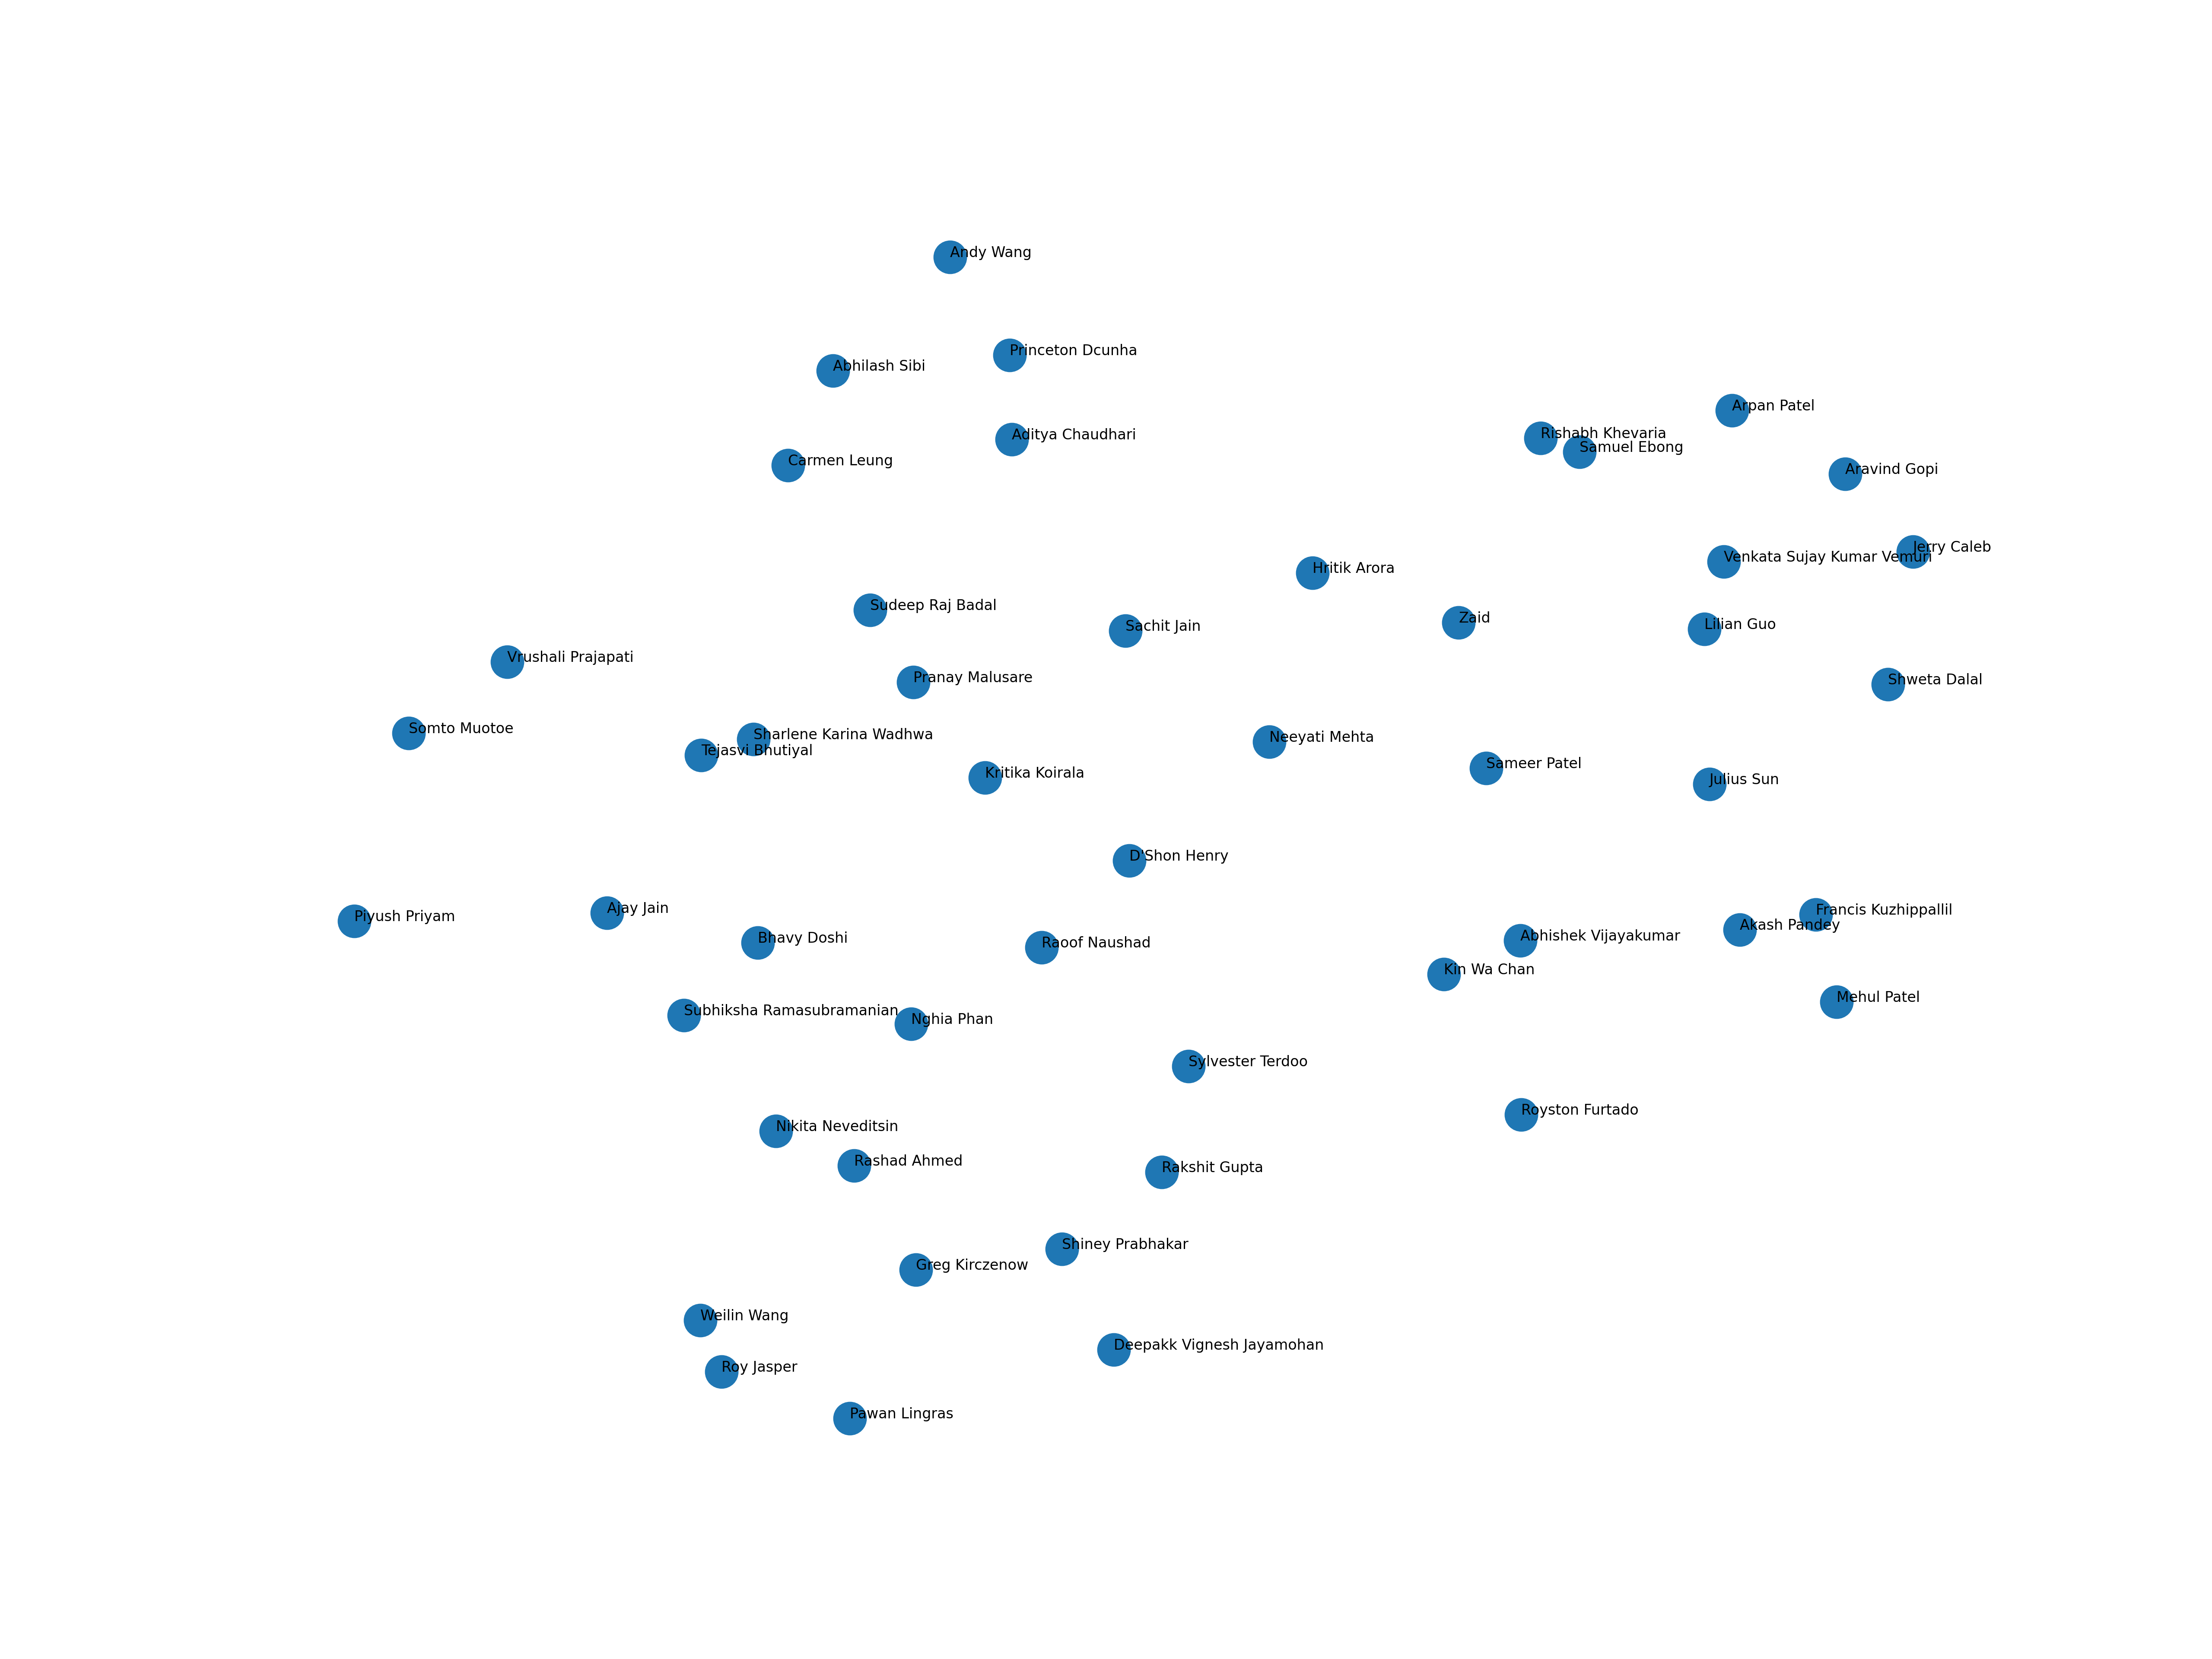 Andy Wang
Princeton Dcunha
Abhilash Sibi
Arpan Patel
Rishabh Khevaria
Aditya Chaudhari
Samuel Ebong
Carmen Leung
Aravind Gopi
Jerry Caleb
Venkata Sujay Kumar Vemuri
Hritik Arora
Sudeep Raj Badal
Zaid
Lilian Guo
Sachit Jain
Vrushali Prajapati
Pranay Malusare
Shweta Dalal
Somto Muotoe
Sharlene Karina Wadhwa
Neeyati Mehta
Tejasvi Bhutiyal
Sameer Patel
Kritika Koirala
Julius Sun
D'Shon Henry
Ajay Jain
Francis Kuzhippallil
Piyush Priyam
Akash Pandey
Abhishek Vijayakumar
Bhavy Doshi
Raoof Naushad
Kin Wa Chan
Mehul Patel
Subhiksha Ramasubramanian
Nghia Phan
Sylvester Terdoo
Royston Furtado
Nikita Neveditsin
Rashad Ahmed
Rakshit Gupta
Shiney Prabhakar
Greg Kirczenow
Weilin Wang
Deepakk Vignesh Jayamohan
Roy Jasper
Pawan Lingras